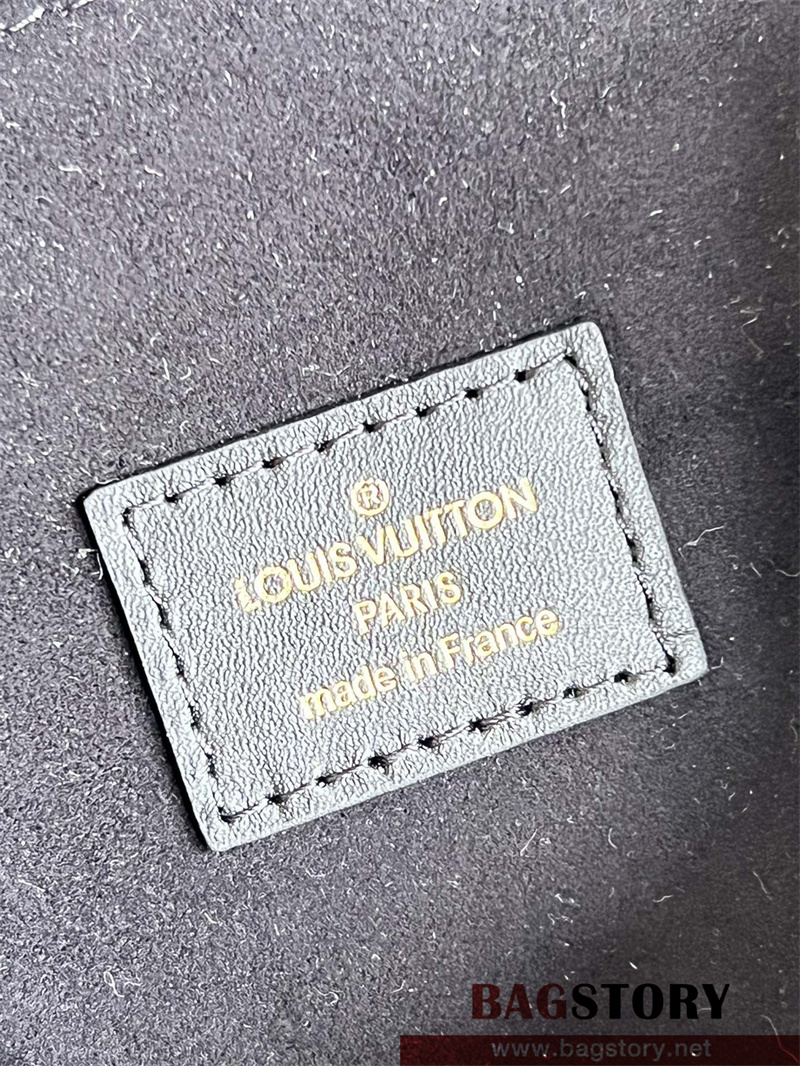 ®
LOUIS VUITTON
PARIS
made in France
BAGSTORY
www.bagstory.net